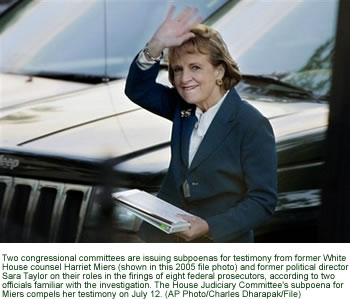 Jeep
Two congressional committees are issuing subpoenas for testimony from former White
House counsel Harriet Miers (shown in this 2005 file photo) and former political director
Sara Taylor on their roles in the firings of eight federal prosecutors, according to two
officials familiar with the investigation. The House Judiciary Committee's subpoena for
Miers compels her testimony on July 12. (AP Photo/Charles Dharapak/File)